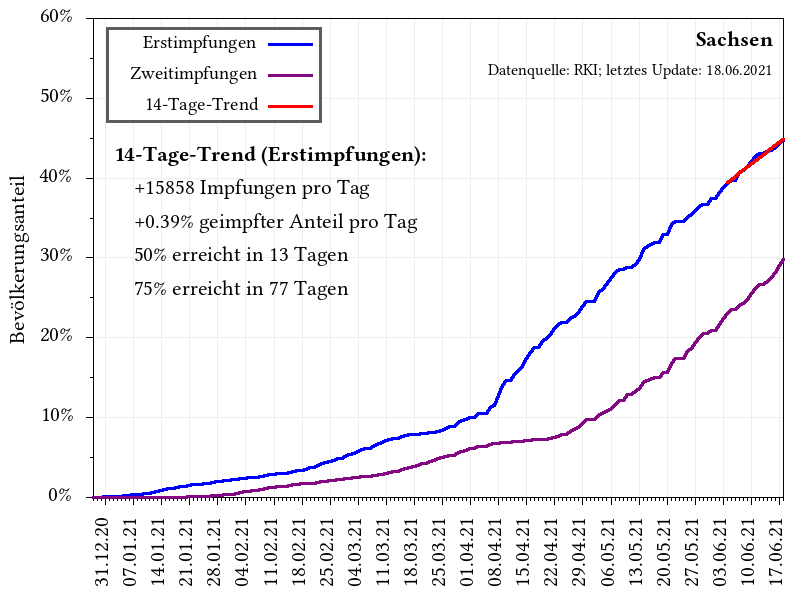 60%
50%
40%
30%
20%
10%
0%
Bevölkerungsanteil
Erstimpfungen
Zweitimpfungen
14-Tage-Trend
Sachsen
Datenquelle: RKI; letztes Update: 18.06.2021
14-Tage-Trend (Erstimpfungen):
+15858 Impfungen pro Tag
+0.39% geimpfter Anteil pro Tag
50% erreicht in 13 Tagen
75% erreicht in 77 Tagen
31.12.20
07.01.21
14.01.21
21.01.21
28.01.21
04.02.21
11.02.21
18.02.21
25.02.21
04.03.21
11.03.21
18.03.21
25.03.21
01.04.21
08.04.21
15.04.21
22.04.21
29.04.21
06.05.21
13.05.21
20.05.21
27.05.21
03.06.21
10.06.21
17.06.21